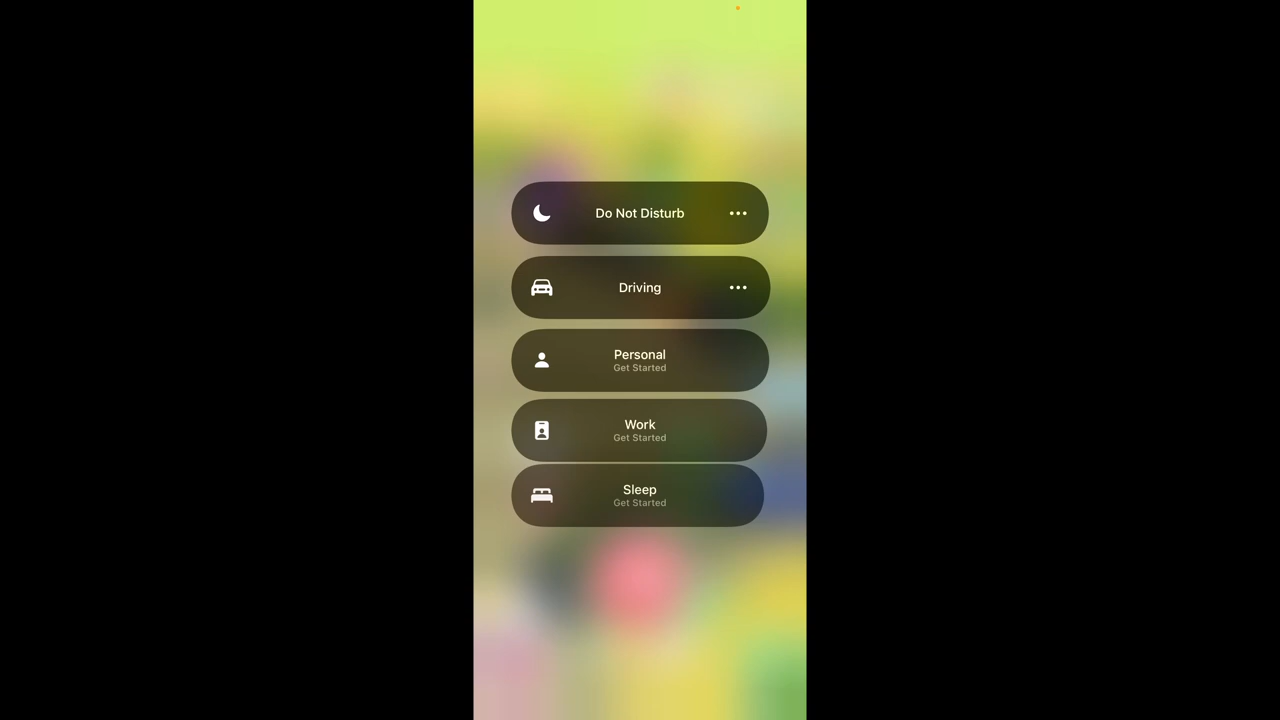 Do Not Disturb
Driving
Personal
Get Started
Work
Get Started
Sleep
Get Started